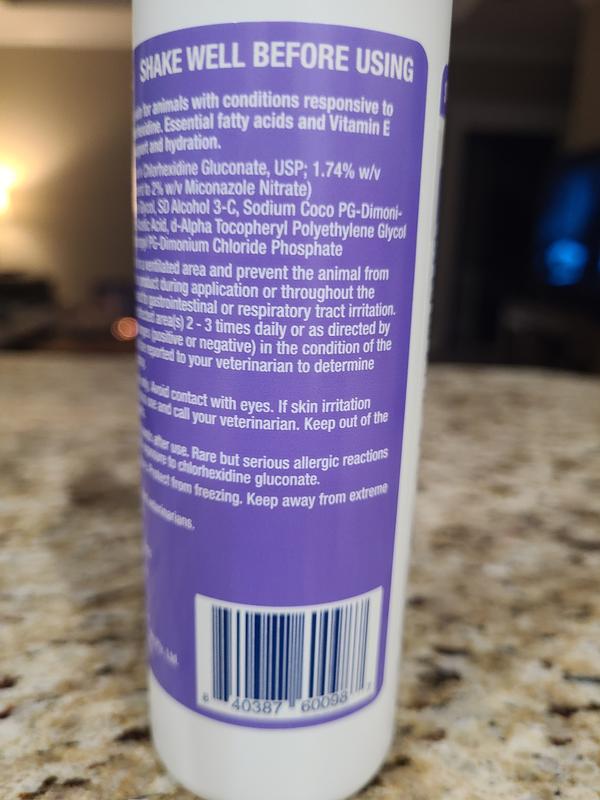 SHAKE WELL BEFORE USING
for animals with conditions responsive to
Essential fatty acids and Vitamin E
and hydration.
Chlorhexidine Gluconate, USP; 1.74% w/v
to 2% w/v Miconazole Nitrate)
Glycol, SD Alcohol 3-C, Sodium Coco PG-Dimoni-
Acid, d-Alpha Tocopheryl Polyethylene Glycol
PG-Dimonium Chloride Phosphate
a ventilated area and prevent the animal from
product during application or throughout the
gastrointestinal or respiratory tract irritation.
area(s) 2 - 3 times daily or as directed by
(positive or negative) in the condition of the
reported to your veterinarian to determine
Avoid contact with eyes. If skin irritation
use and call your veterinarian. Keep out of the
after use. Rare but serious allergic reactions
to chlorhexidine gluconate.
Protect from freezing. Keep away from extreme
veterinarians.
Ltd.
8 40387 60098 7